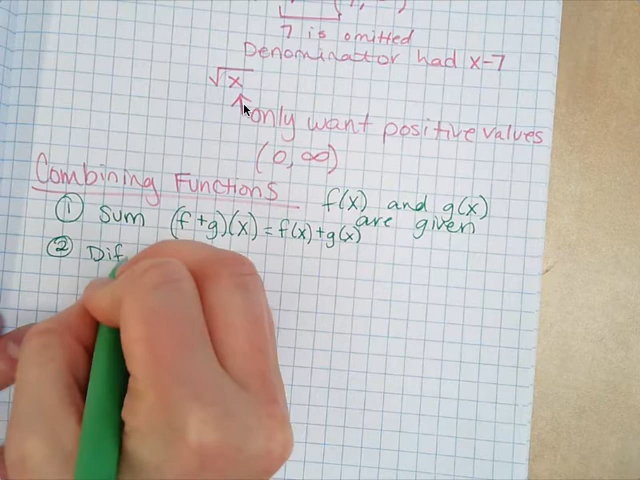 7 is omitted
Denominator had x-7
√x
only want positive values
(0, ∞)
Combining Functions
f(x) and g(x)
are given
① Sum (f+g)(x) = f(x)+g(x)
② Dif